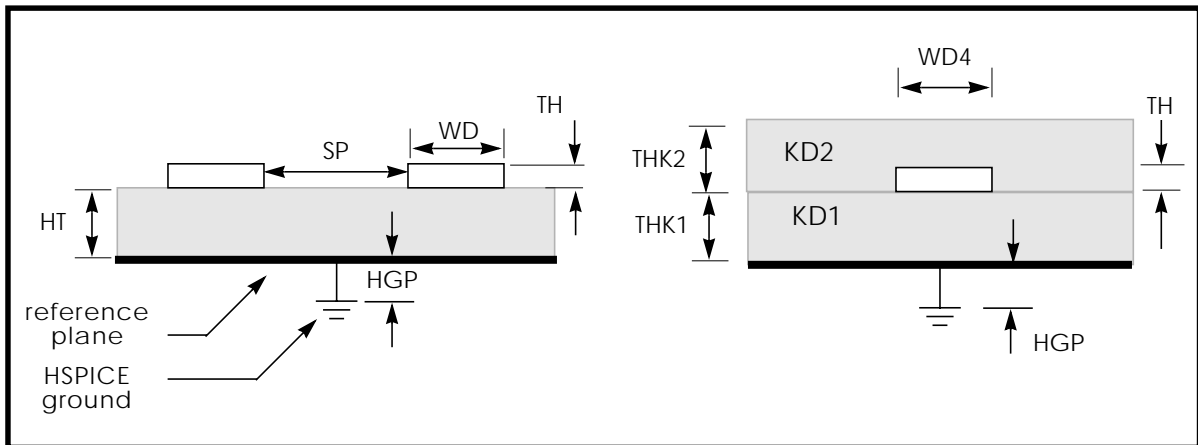 SP
WD
TH
HT
HGP
reference
plane
HSPICE
ground
WD4
TH
THK2
KD2
THK1
KD1
HGP